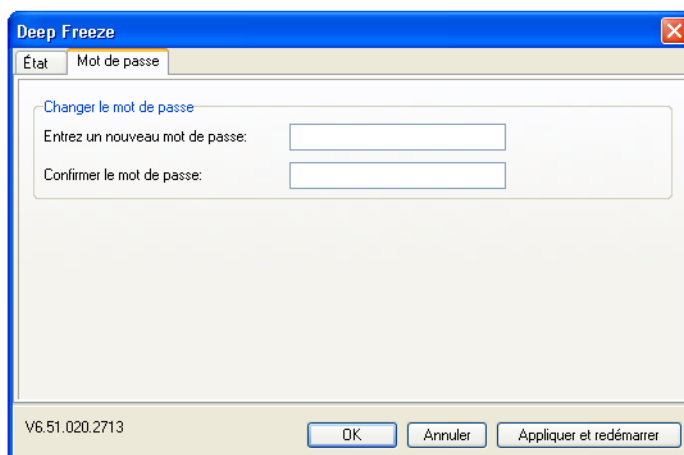 Deep Freeze
État Mot de passe
Changer le mot de passe
Entrez un nouveau mot de passe:
Confirmer le mot de passe:
V6.51.020.2713
OK Annuler Appliquer et redémarrer